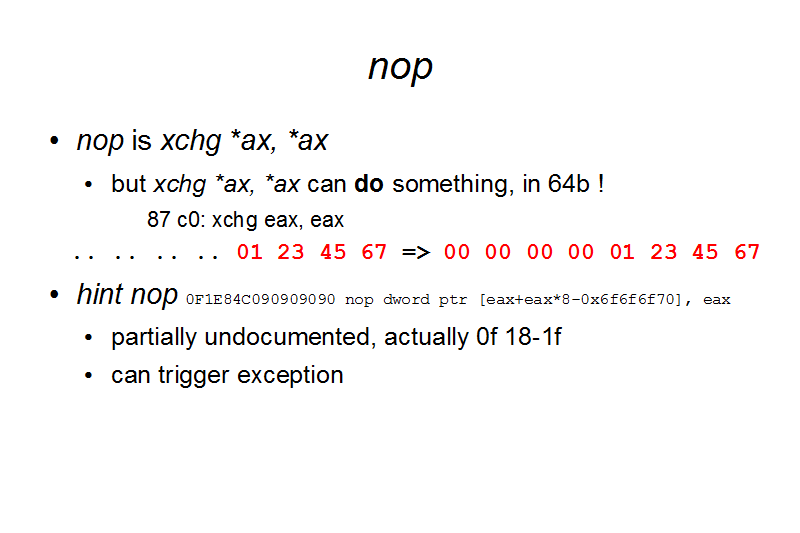 nop
• nop is xchg *ax, *ax
• but xchg *ax, *ax can do something, in 64b !
87 c0: xchg eax, eax
.. .. .. .. 01 23 45 67 => 00 00 00 00 01 23 45 67
• hint nop 0F1E84C090909090 nop dword ptr [eax+eax*8-0x6f6f6f70], eax
• partially undocumented, actually 0f 18-1f
• can trigger exception